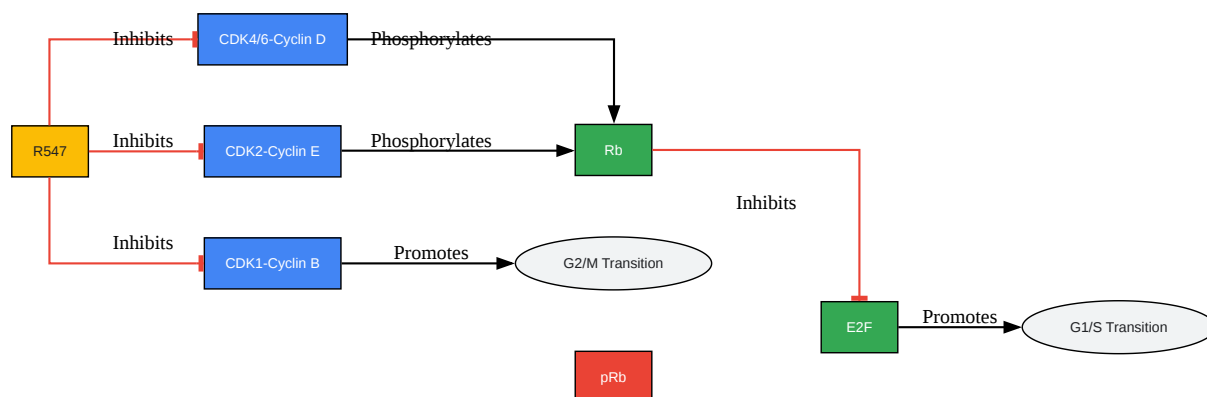 Inhibits
CDK4/6-Cyclin D
Phosphorylates
R547
Inhibits
CDK2-Cyclin E
Phosphorylates
Rb
Inhibits
Inhibits
CDK1-Cyclin B
Promotes
G2/M Transition
E2F
Promotes
G1/S Transition
pRb